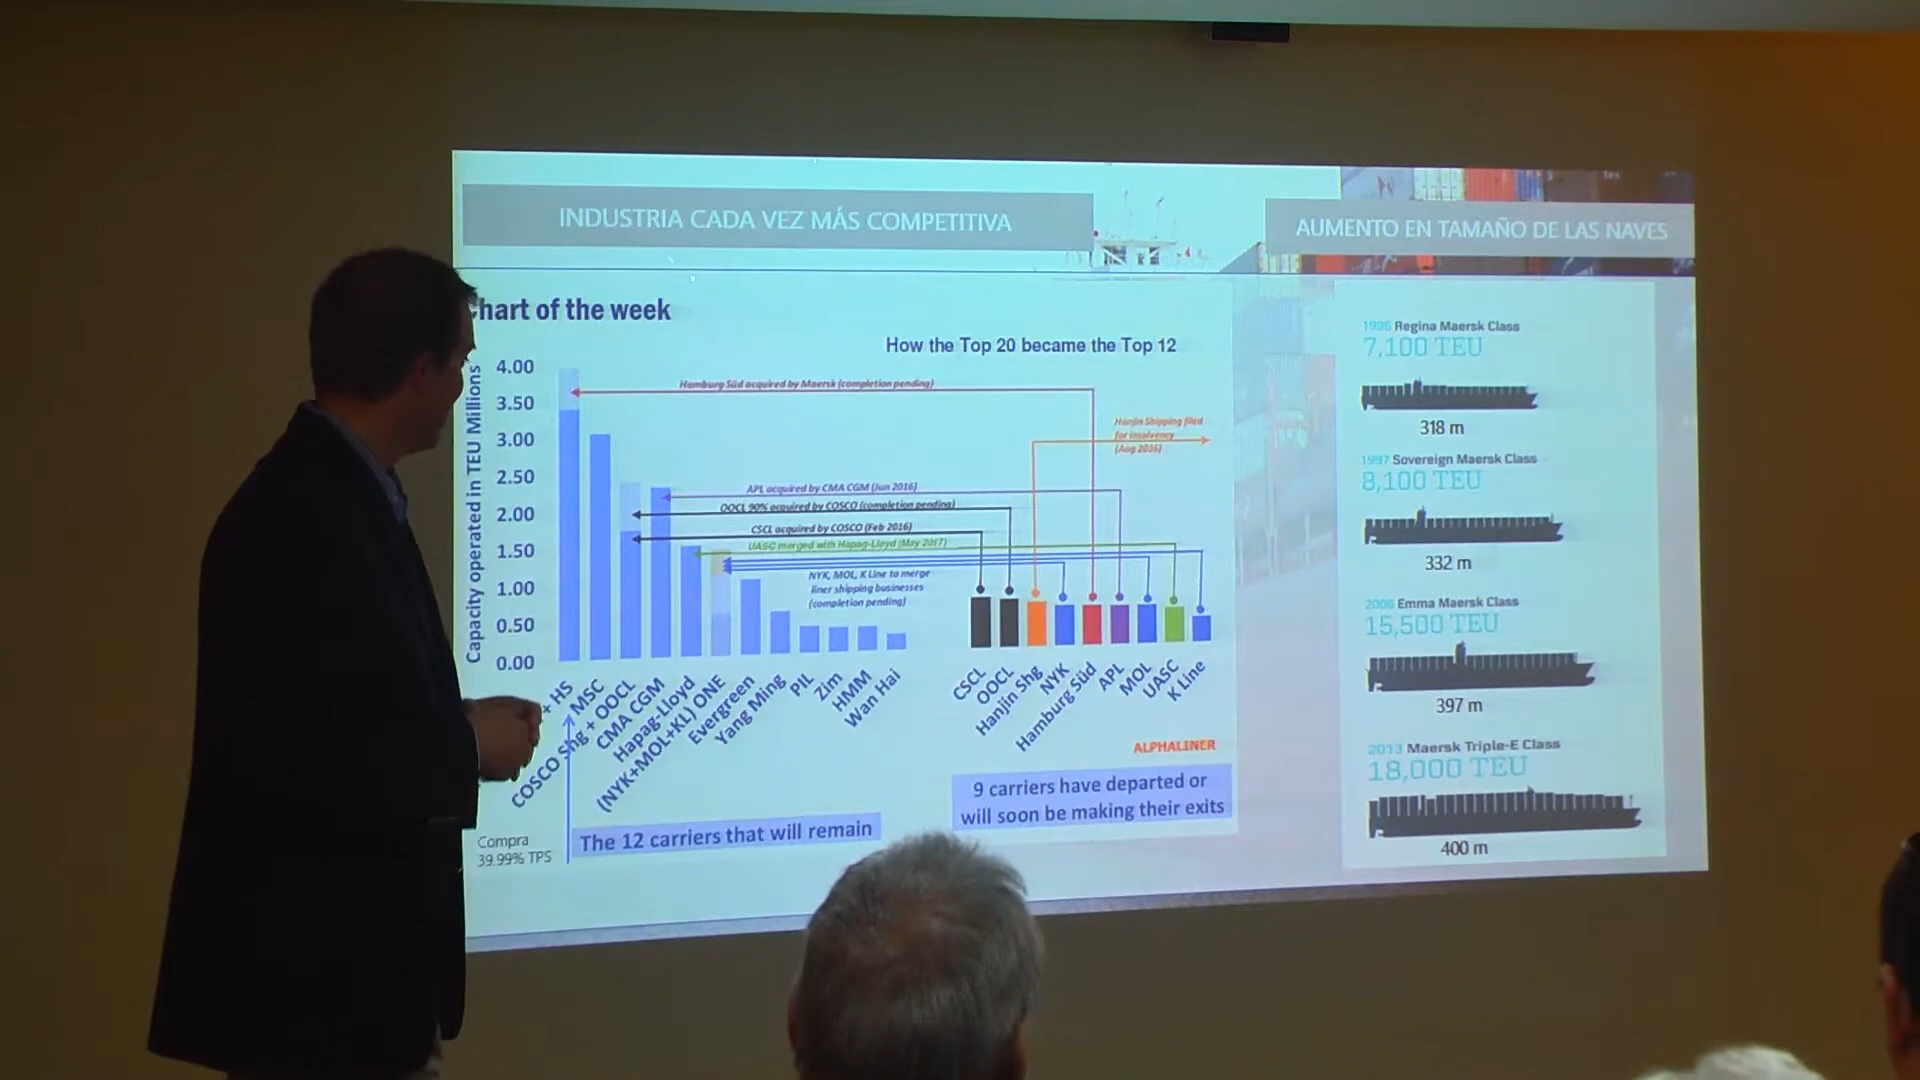 INDUSTRIA CADA VEZ MÁS COMPETITIVA
AUMENTO EN TAMAÑO DE LAS NAVES
hart of the week
How the Top 20 became the Top 12
Capacity operated in TEU Millions
4.00
3.50
3.00
2.50
2.00
1.50
1.00
0.50
0.00
Hamburg Süd acquired by Maersk (completion pending)
Hanjin Shipping filed
for insolvency
(Aug 2016)
APL acquired by CMA CGM (Jun 2016)
OOCL 90% acquired by COSCO (completion pending)
CSCL acquired by COSCO (Feb 2016)
UASC merged with Hapag-Lloyd (May 2017)
NYK, MOL, K Line to merge
liner shipping businesses
(completion pending)
+ HS
MSC
COSCO Shg + OOCL
CMA CGM
Hapag-Lloyd
(NYK+MOL+KL) ONE
Evergreen
Yang Ming
PIL
Zim
HMM
Wan Hai
CSCL
OOCL
Hanjin Shg
NYK
Hamburg Süd
APL
MOL
UASC
K Line
ALPHALINER
Compra
39.99% TPS
The 12 carriers that will remain
9 carriers have departed or
will soon be making their exits
1996 Regina Maersk Class
7,100 TEU
318 m
1997 Sovereign Maersk Class
8,100 TEU
332 m
2006 Emma Maersk Class
15,500 TEU
397 m
2013 Maersk Triple-E Class
18,000 TEU
400 m